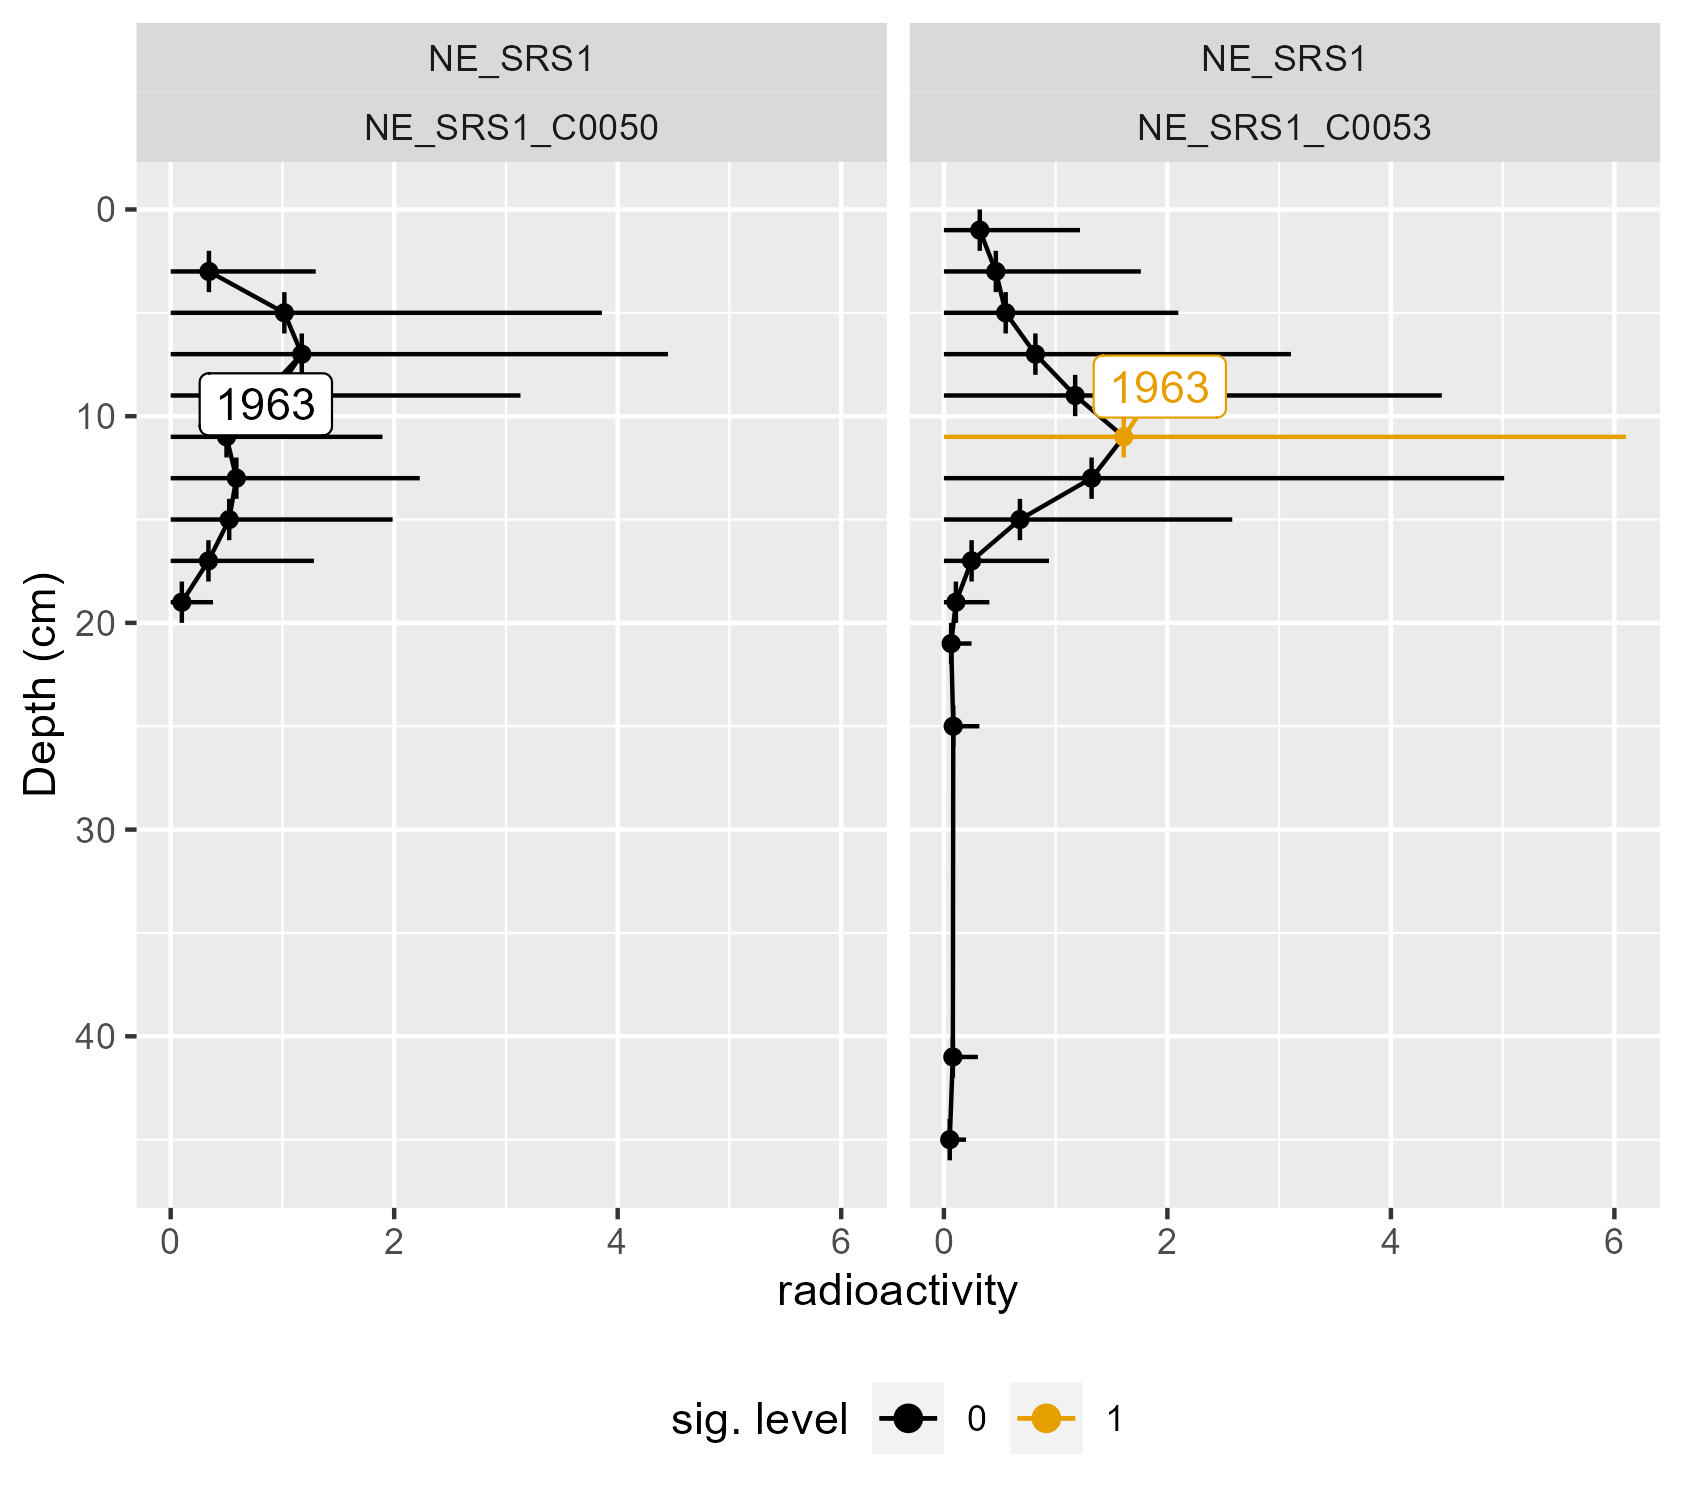 NE_SRS1 NE_SRS1
NE_SRS1_C0050 NE_SRS1_C0053
0
10
20
30
40
Depth (cm)
1963
1963
0 2 4 6 0 2 4 6
radioactivity
sig. level 0 1